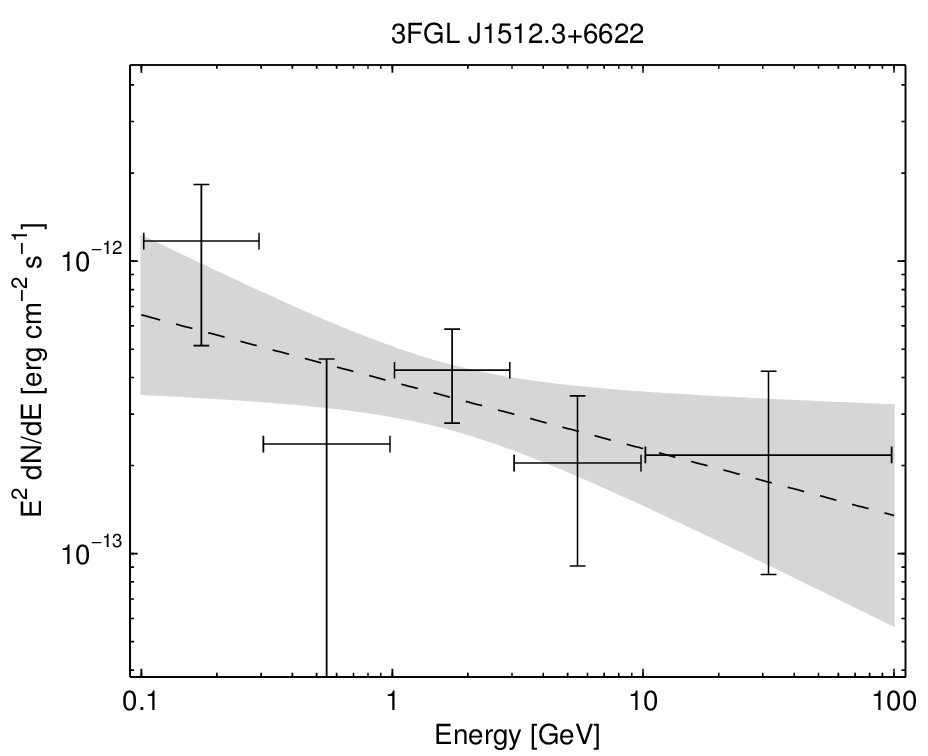 3FGL J1512.3+6622
E² dN/dE [erg cm⁻² s⁻¹]
10⁻¹²
10⁻¹³
0.1 1 10 100
Energy [GeV]